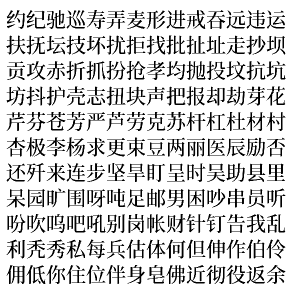 约纪驰巡寿弄麦形进戒吞远违运
扶抚坛技坏扰拒找批扯址走抄坝
贡攻赤折抓扮抢孝均抛投坟抗坑
坊抖护壳志扭块声把报却劫芽花
芹芬苍芳严芦劳克苏杆杠杜材村
杏极李杨求更束豆两丽医辰励否
还歼来连步坚旱盯呈时吴助县里
呆园旷围呀吨足邮男困吵串员听
吩吹呜吧吼别岗帐财针钉告我乱
利秃秀私每兵估体何但伸作伯伶
佣低你住位伴身皂佛近彻役返余